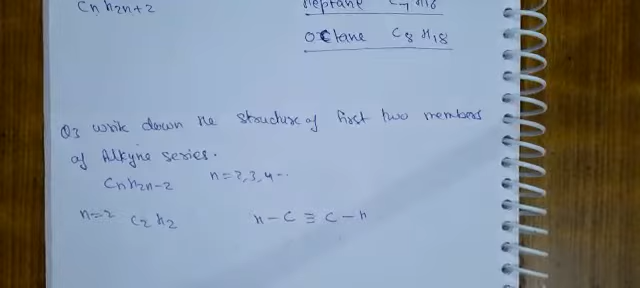 CnH2n+2
Heptane C7H16
Octane C8H18
Q3 Write down the structure of first two members
of Alkyne series.
CnH2n-2 n=2,3,4-.
n=2 C2H2 H-C≡C-H